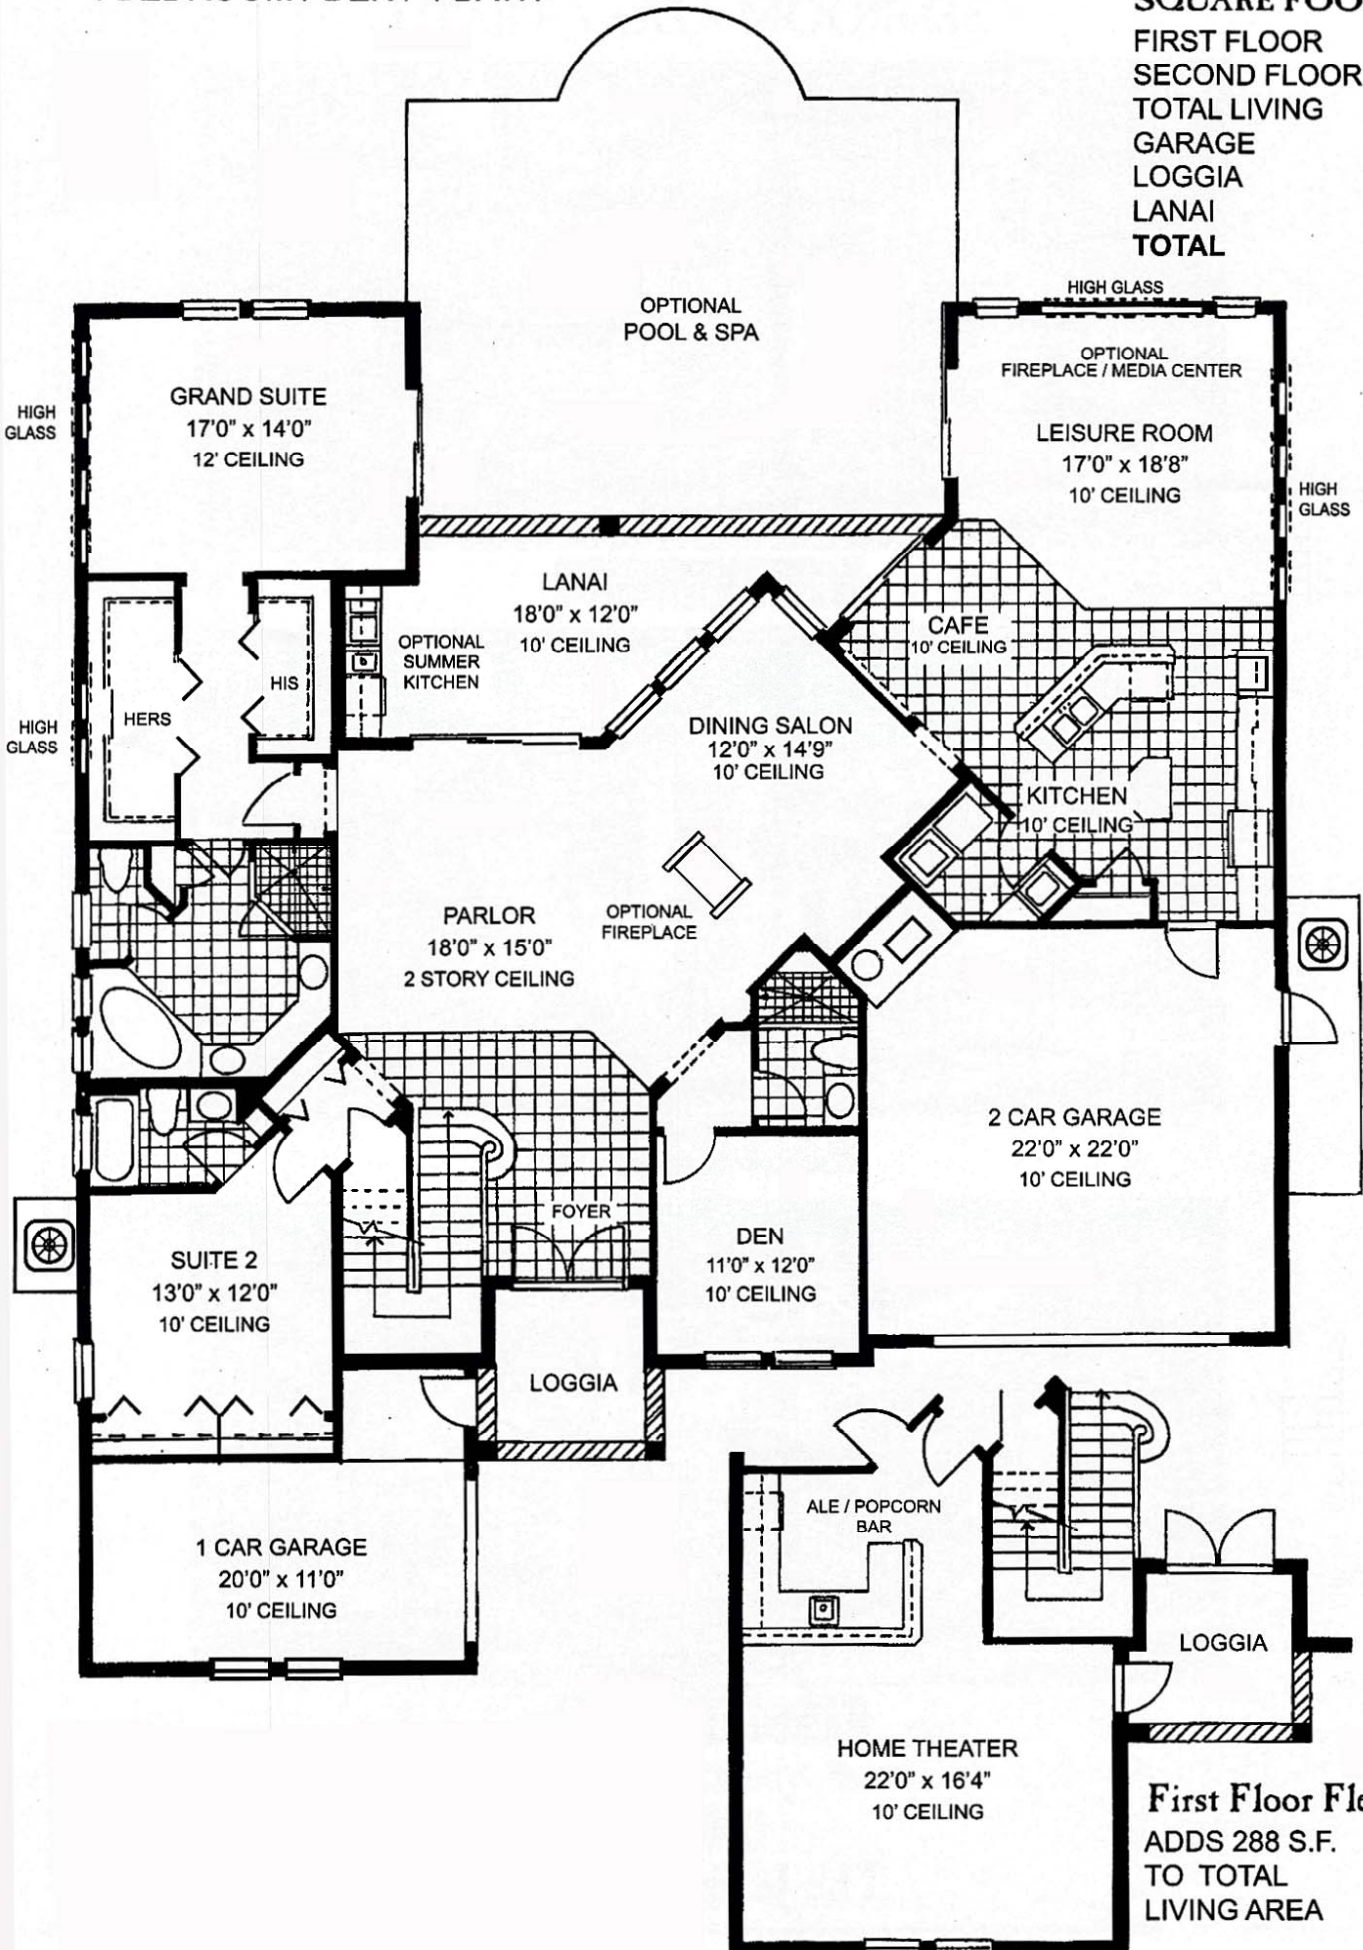 SQUARE FOO
FIRST FLOOR
SECOND FLOOR
TOTAL LIVING
GARAGE
LOGGIA
LANAI
TOTAL
HIGH GLASS
OPTIONAL
POOL & SPA
OPTIONAL
FIREPLACE / MEDIA CENTER
GRAND SUITE
17'0" x 14'0"
12' CEILING
HIGH
GLASS
LEISURE ROOM
17'0" x 18'8"
10' CEILING
HIGH
GLASS
LANAI
18'0" x 12'0"
10' CEILING
OPTIONAL
SUMMER
KITCHEN
CAFE
10' CEILING
HIS
HERS
HIGH
GLASS
DINING SALON
12'0" x 14'9"
10' CEILING
KITCHEN
10' CEILING
PARLOR
18'0" x 15'0"
2 STORY CEILING
OPTIONAL
FIREPLACE
2 CAR GARAGE
22'0" x 22'0"
10' CEILING
FOYER
DEN
11'0" x 12'0"
10' CEILING
SUITE 2
13'0" x 12'0"
10' CEILING
LOGGIA
ALE / POPCORN
BAR
1 CAR GARAGE
20'0" x 11'0"
10' CEILING
LOGGIA
HOME THEATER
22'0" x 16'4"
10' CEILING
First Floor Fle
ADDS 288 S.F.
TO TOTAL
LIVING AREA